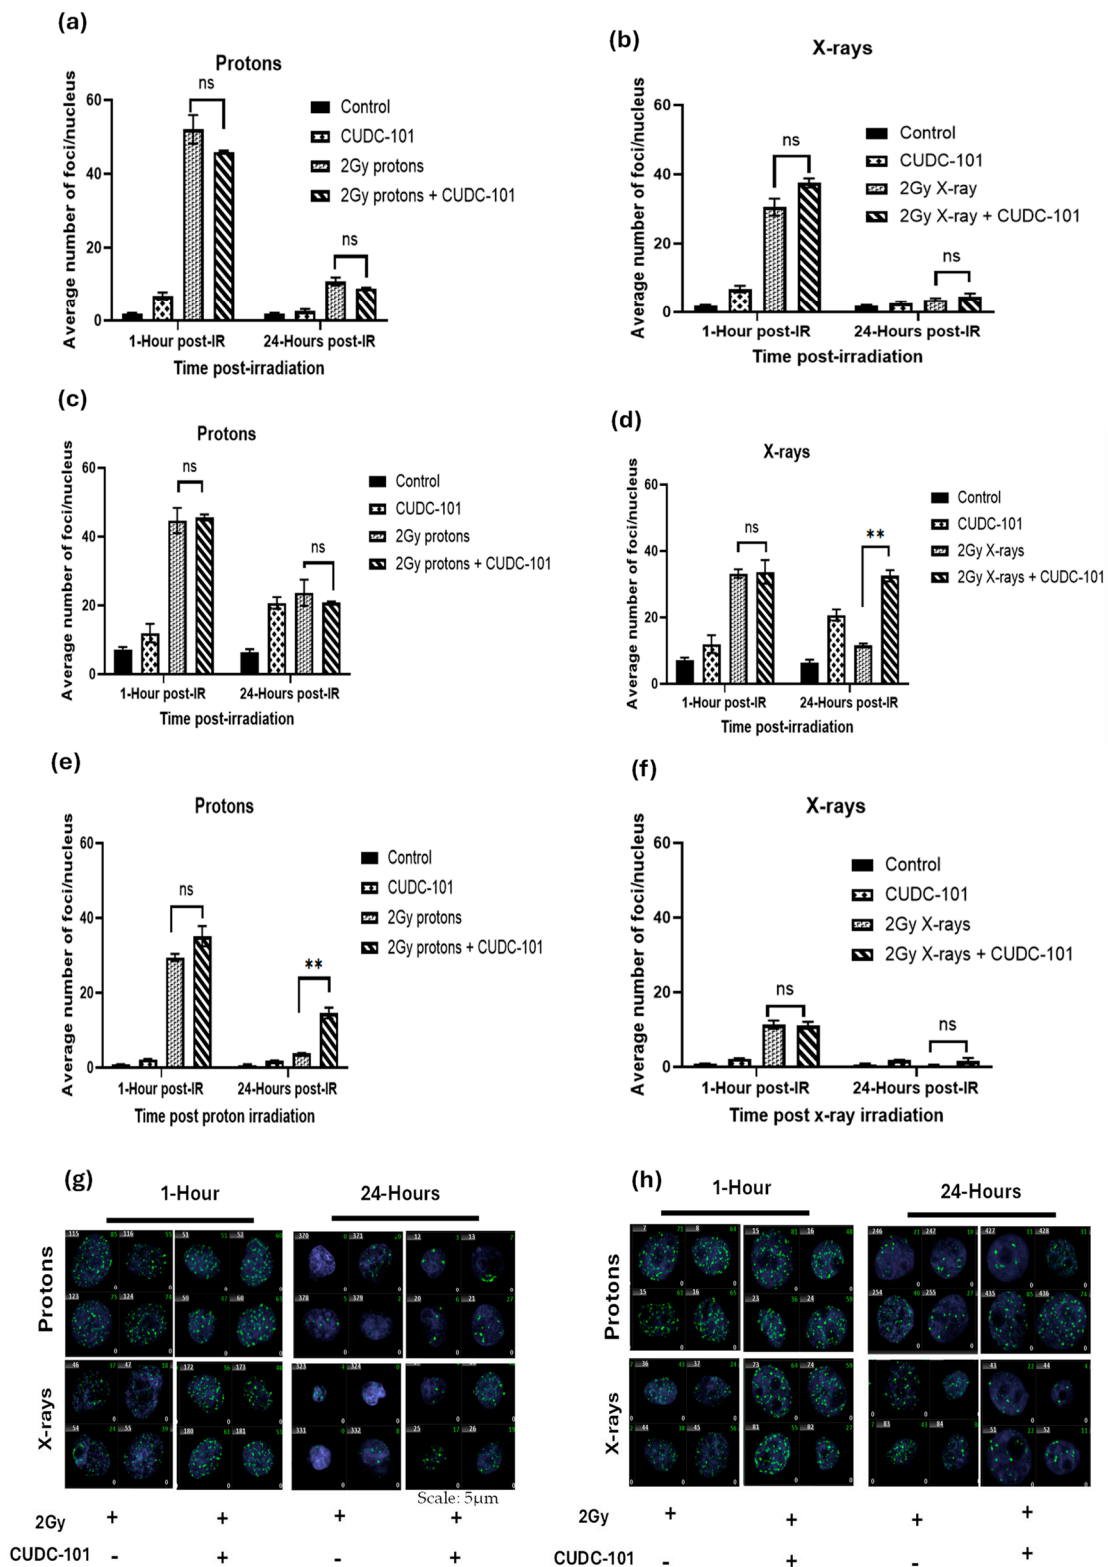 (a)
Protons
Average number of foci/nucleus
60
40
20
0
ns
ns
Control
CUDC-101
2Gy protons
2Gy protons + CUDC-101
1-Hour post-IR
24-Hours post-IR
Time post-irradiation
(b)
X-rays
Average number of foci/nucleus
60
40
20
0
ns
ns
Control
CUDC-101
2Gy X-ray
2Gy X-ray + CUDC-101
1-Hour post-IR
24-Hours post-IR
Time post-irradiation
(c)
Protons
Average number of foci/nucleus
60
40
20
0
ns
ns
Control
CUDC-101
2Gy protons
2Gy protons + CUDC-101
1-Hour post-IR
24-Hours post-IR
Time post-irradiation
(d)
X-rays
Average number of foci/nucleus
60
40
20
0
ns
**
Control
CUDC-101
2Gy X-rays
2Gy X-rays + CUDC-101
1-Hour post-IR
24-Hours post-IR
Time post-irradiation
(e)
Protons
Average number of foci/nucleus
60
40
20
0
ns
**
Control
CUDC-101
2Gy protons
2Gy protons + CUDC-101
1-Hour post-IR
24-Hours post-IR
Time post proton irradiation
(f)
X-rays
Average number of foci/nucleus
60
40
20
0
ns
ns
Control
CUDC-101
2Gy X-rays
2Gy X-rays + CUDC-101
1-Hour post-IR
24-Hours post-IR
Time post x-ray irradiation
(g)
1-Hour
24-Hours
Protons
X-rays
Scale: 5µm
2Gy + + + +
CUDC-101 - + - +
(h)
1-Hour
24-Hours
Protons
X-rays
2Gy + + + +
CUDC-101 - + - +